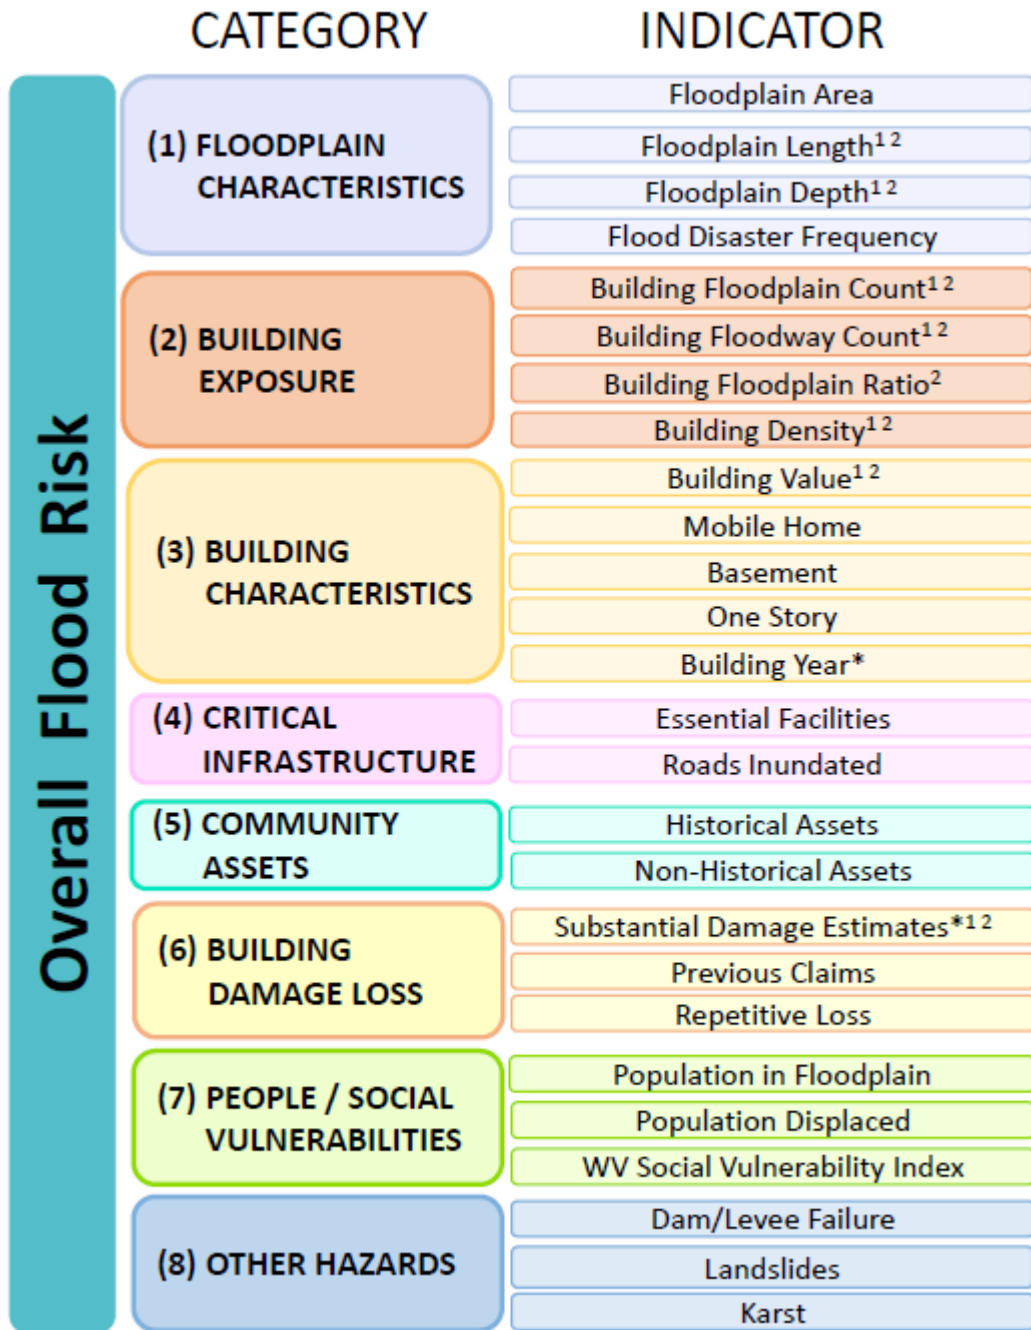 CATEGORY
INDICATOR
Overall Flood Risk
(1) FLOODPLAIN
CHARACTERISTICS
Floodplain Area
Floodplain Length¹ ²
Floodplain Depth¹ ²
Flood Disaster Frequency
(2) BUILDING
EXPOSURE
Building Floodplain Count¹ ²
Building Floodway Count¹ ²
Building Floodplain Ratio²
Building Density¹ ²
(3) BUILDING
CHARACTERISTICS
Building Value¹ ²
Mobile Home
Basement
One Story
Building Year*
(4) CRITICAL
INFRASTRUCTURE
Essential Facilities
Roads Inundated
(5) COMMUNITY
ASSETS
Historical Assets
Non-Historical Assets
(6) BUILDING
DAMAGE LOSS
Substantial Damage Estimates*¹ ²
Previous Claims
Repetitive Loss
(7) PEOPLE / SOCIAL
VULNERABILITIES
Population in Floodplain
Population Displaced
WV Social Vulnerability Index
(8) OTHER HAZARDS
Dam/Levee Failure
Landslides
Karst